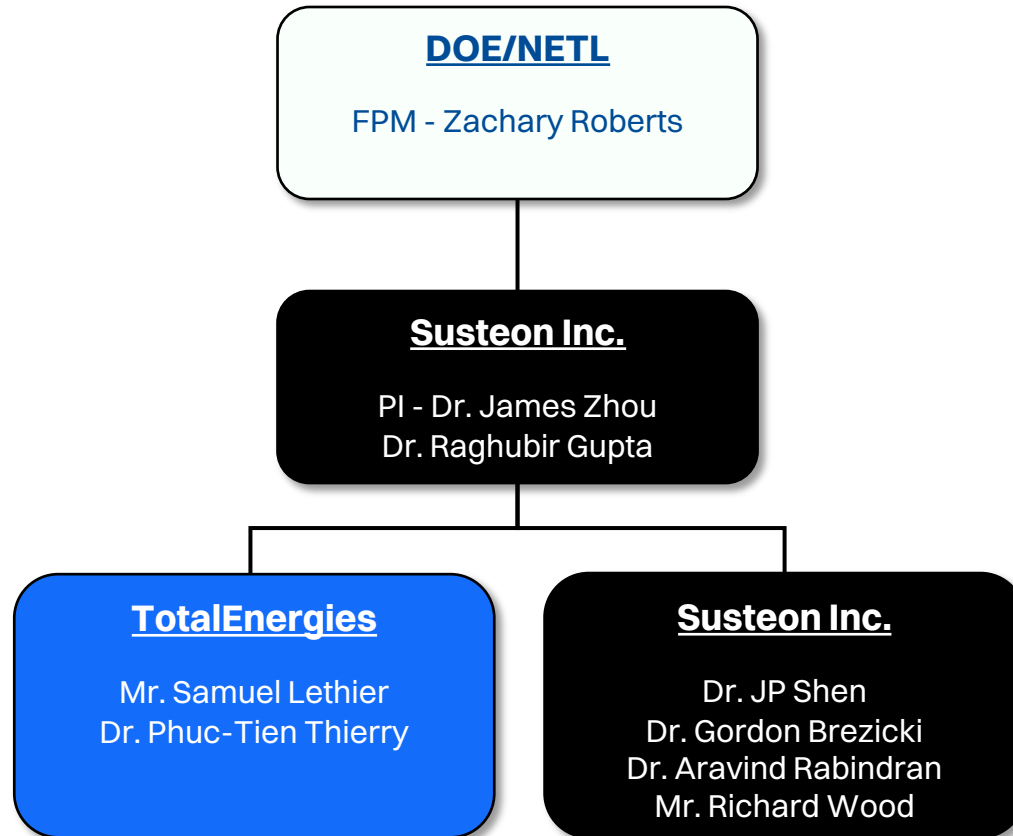 DOE/NETL
FPM - Zachary Roberts
Susteon Inc.
PI - Dr. James Zhou
Dr. Raghubir Gupta
TotalEnergies
Mr. Samuel Lethier
Dr. Phuc-Tien Thierry
Susteon Inc.
Dr. JP Shen
Dr. Gordon Brezicki
Dr. Aravind Rabindran
Mr. Richard Wood